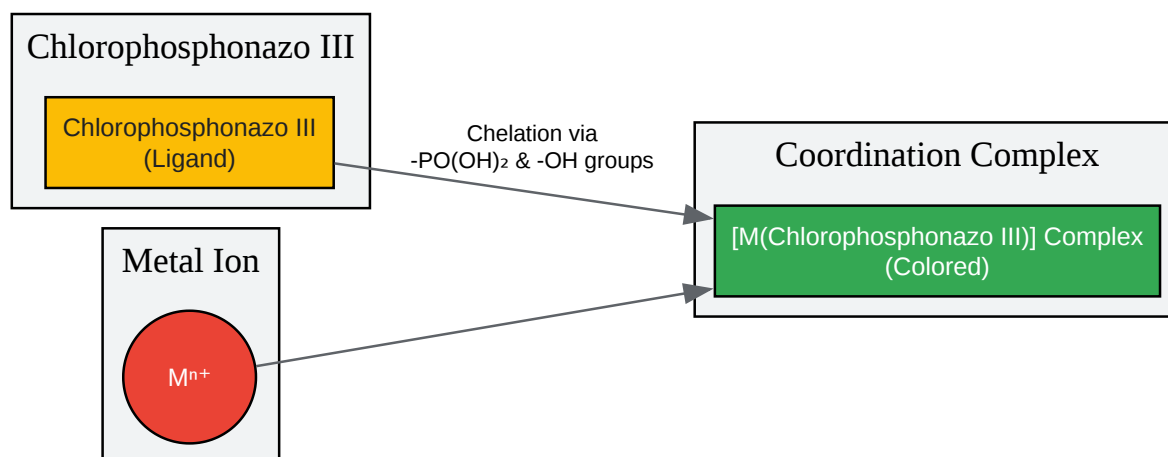 Chlorophosphonazo III
Chlorophosphonazo III
(Ligand)
Chelation via
-PO(OH)₂ & -OH groups
Coordination Complex
[M(Chlorophosphonazo III)] Complex
(Colored)
Metal Ion
Mⁿ⁺